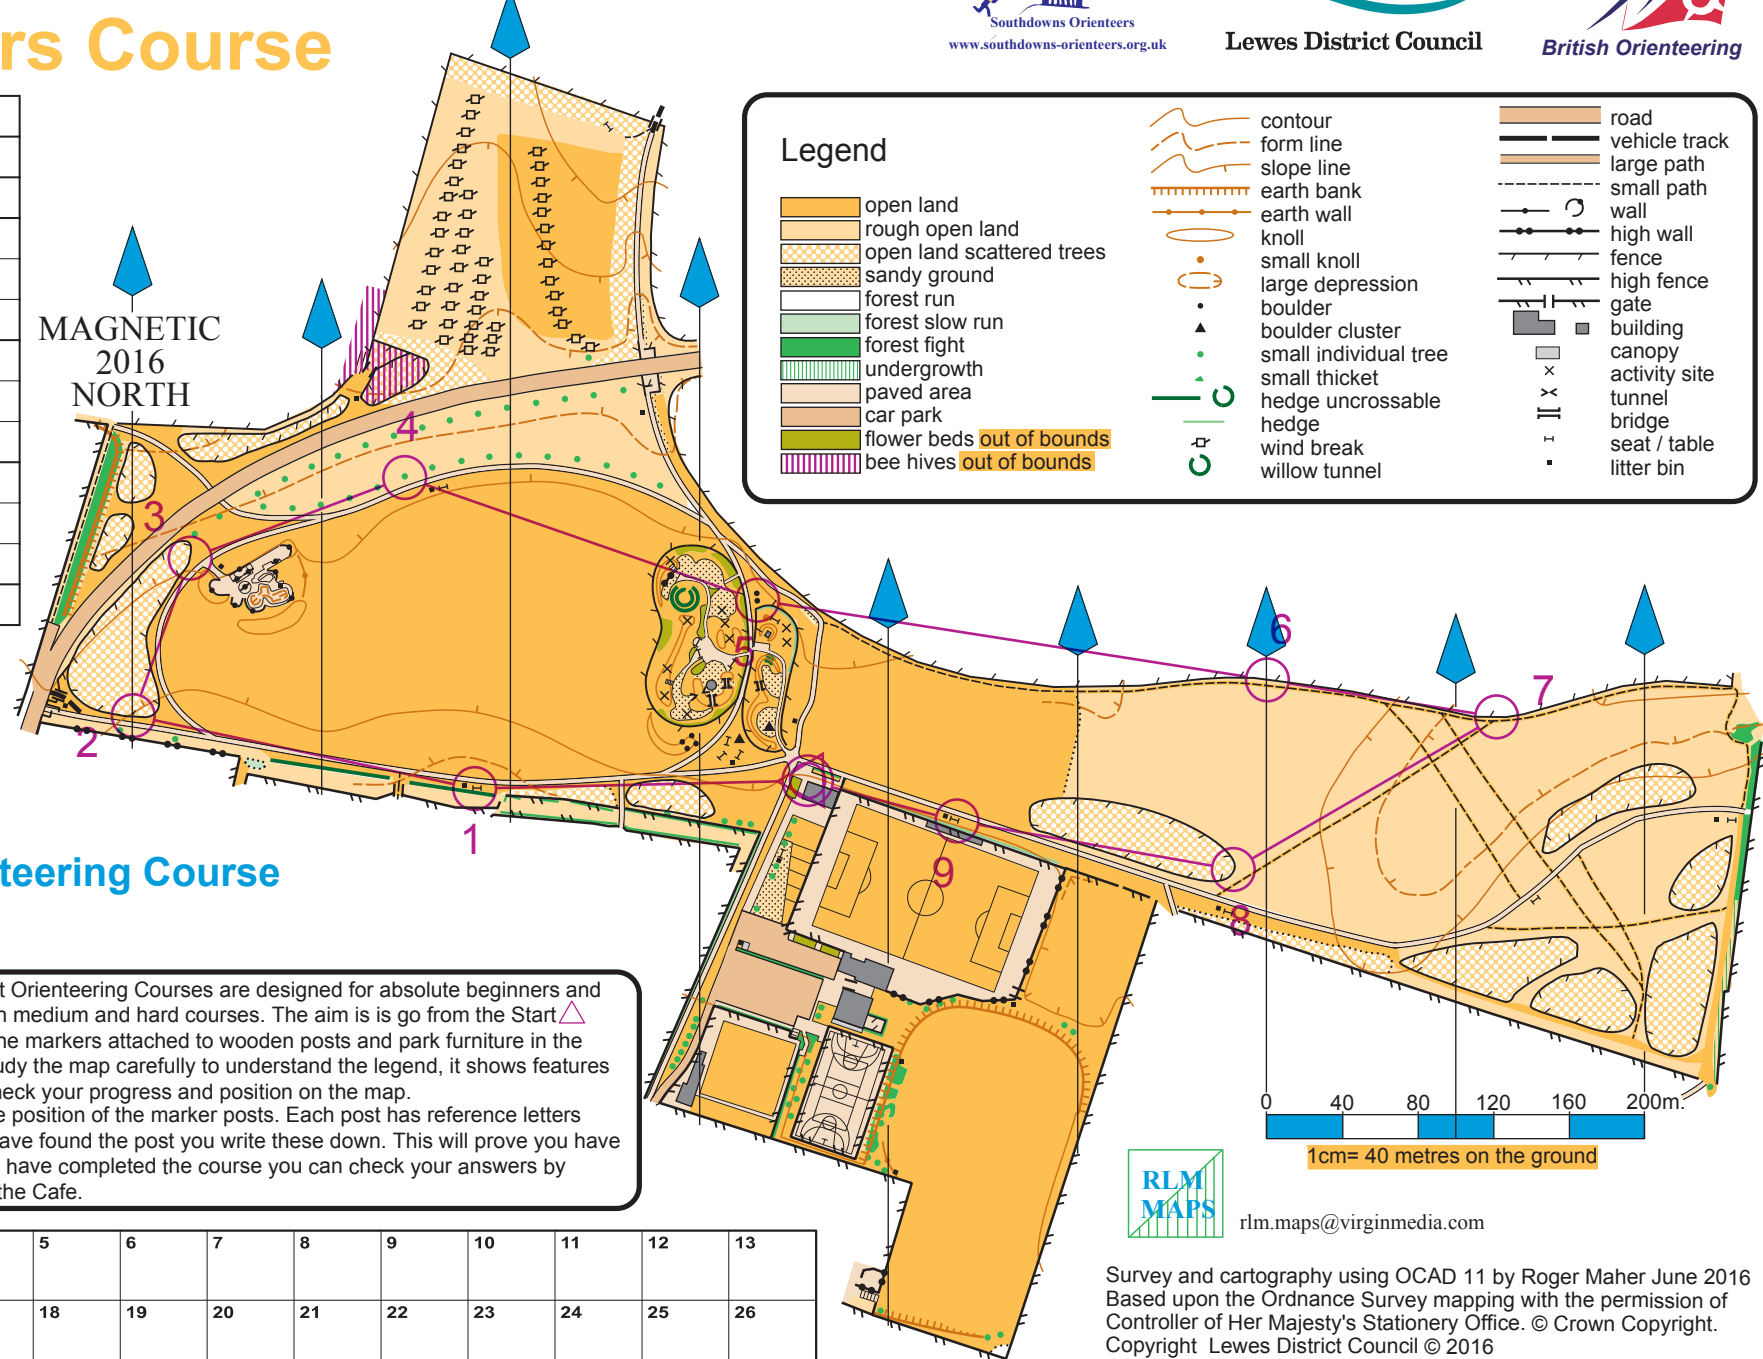 rs Course
Southdowns Orienteers
www.southdowns-orienteers.org.uk
Lewes District Council
British Orienteering
Legend
open land
rough open land
open land scattered trees
sandy ground
forest run
forest slow run
forest fight
undergrowth
paved area
car park
flower beds out of bounds
bee hives out of bounds
contour
form line
slope line
earth bank
earth wall
knoll
small knoll
large depression
boulder
boulder cluster
small individual tree
small thicket
hedge uncrossable
hedge
wind break
willow tunnel
road
vehicle track
large path
small path
wall
high wall
fence
high fence
gate
building
canopy
activity site
tunnel
bridge
seat / table
litter bin
MAGNETIC
2016
NORTH
4
3
5
6
7
2
1
9
8
teering Course
t Orienteering Courses are designed for absolute beginners and
n medium and hard courses. The aim is is go from the Start
ne markers attached to wooden posts and park furniture in the
udy the map carefully to understand the legend, it shows features
heck your progress and position on the map.
e position of the marker posts. Each post has reference letters
ave found the post you write these down. This will prove you have
have completed the course you can check your answers by
the Cafe.
0 40 80 120 160 200m.
1cm= 40 metres on the ground
RLM
MAPS
rlm.maps@virginmedia.com
5 6 7 8 9 10 11 12 13
18 19 20 21 22 23 24 25 26
Survey and cartography using OCAD 11 by Roger Maher June 2016
Based upon the Ordnance Survey mapping with the permission of
Controller of Her Majesty's Stationery Office. © Crown Copyright.
Copyright Lewes District Council © 2016